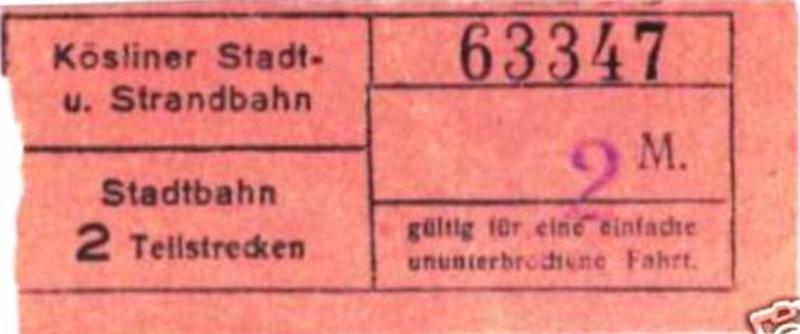 Kösliner Stadt-
u. Strandbahn
63347
2 M.
Stadtbahn
2 Teilstrecken
gültig für eine einfache
ununterbrochene Fahrt.